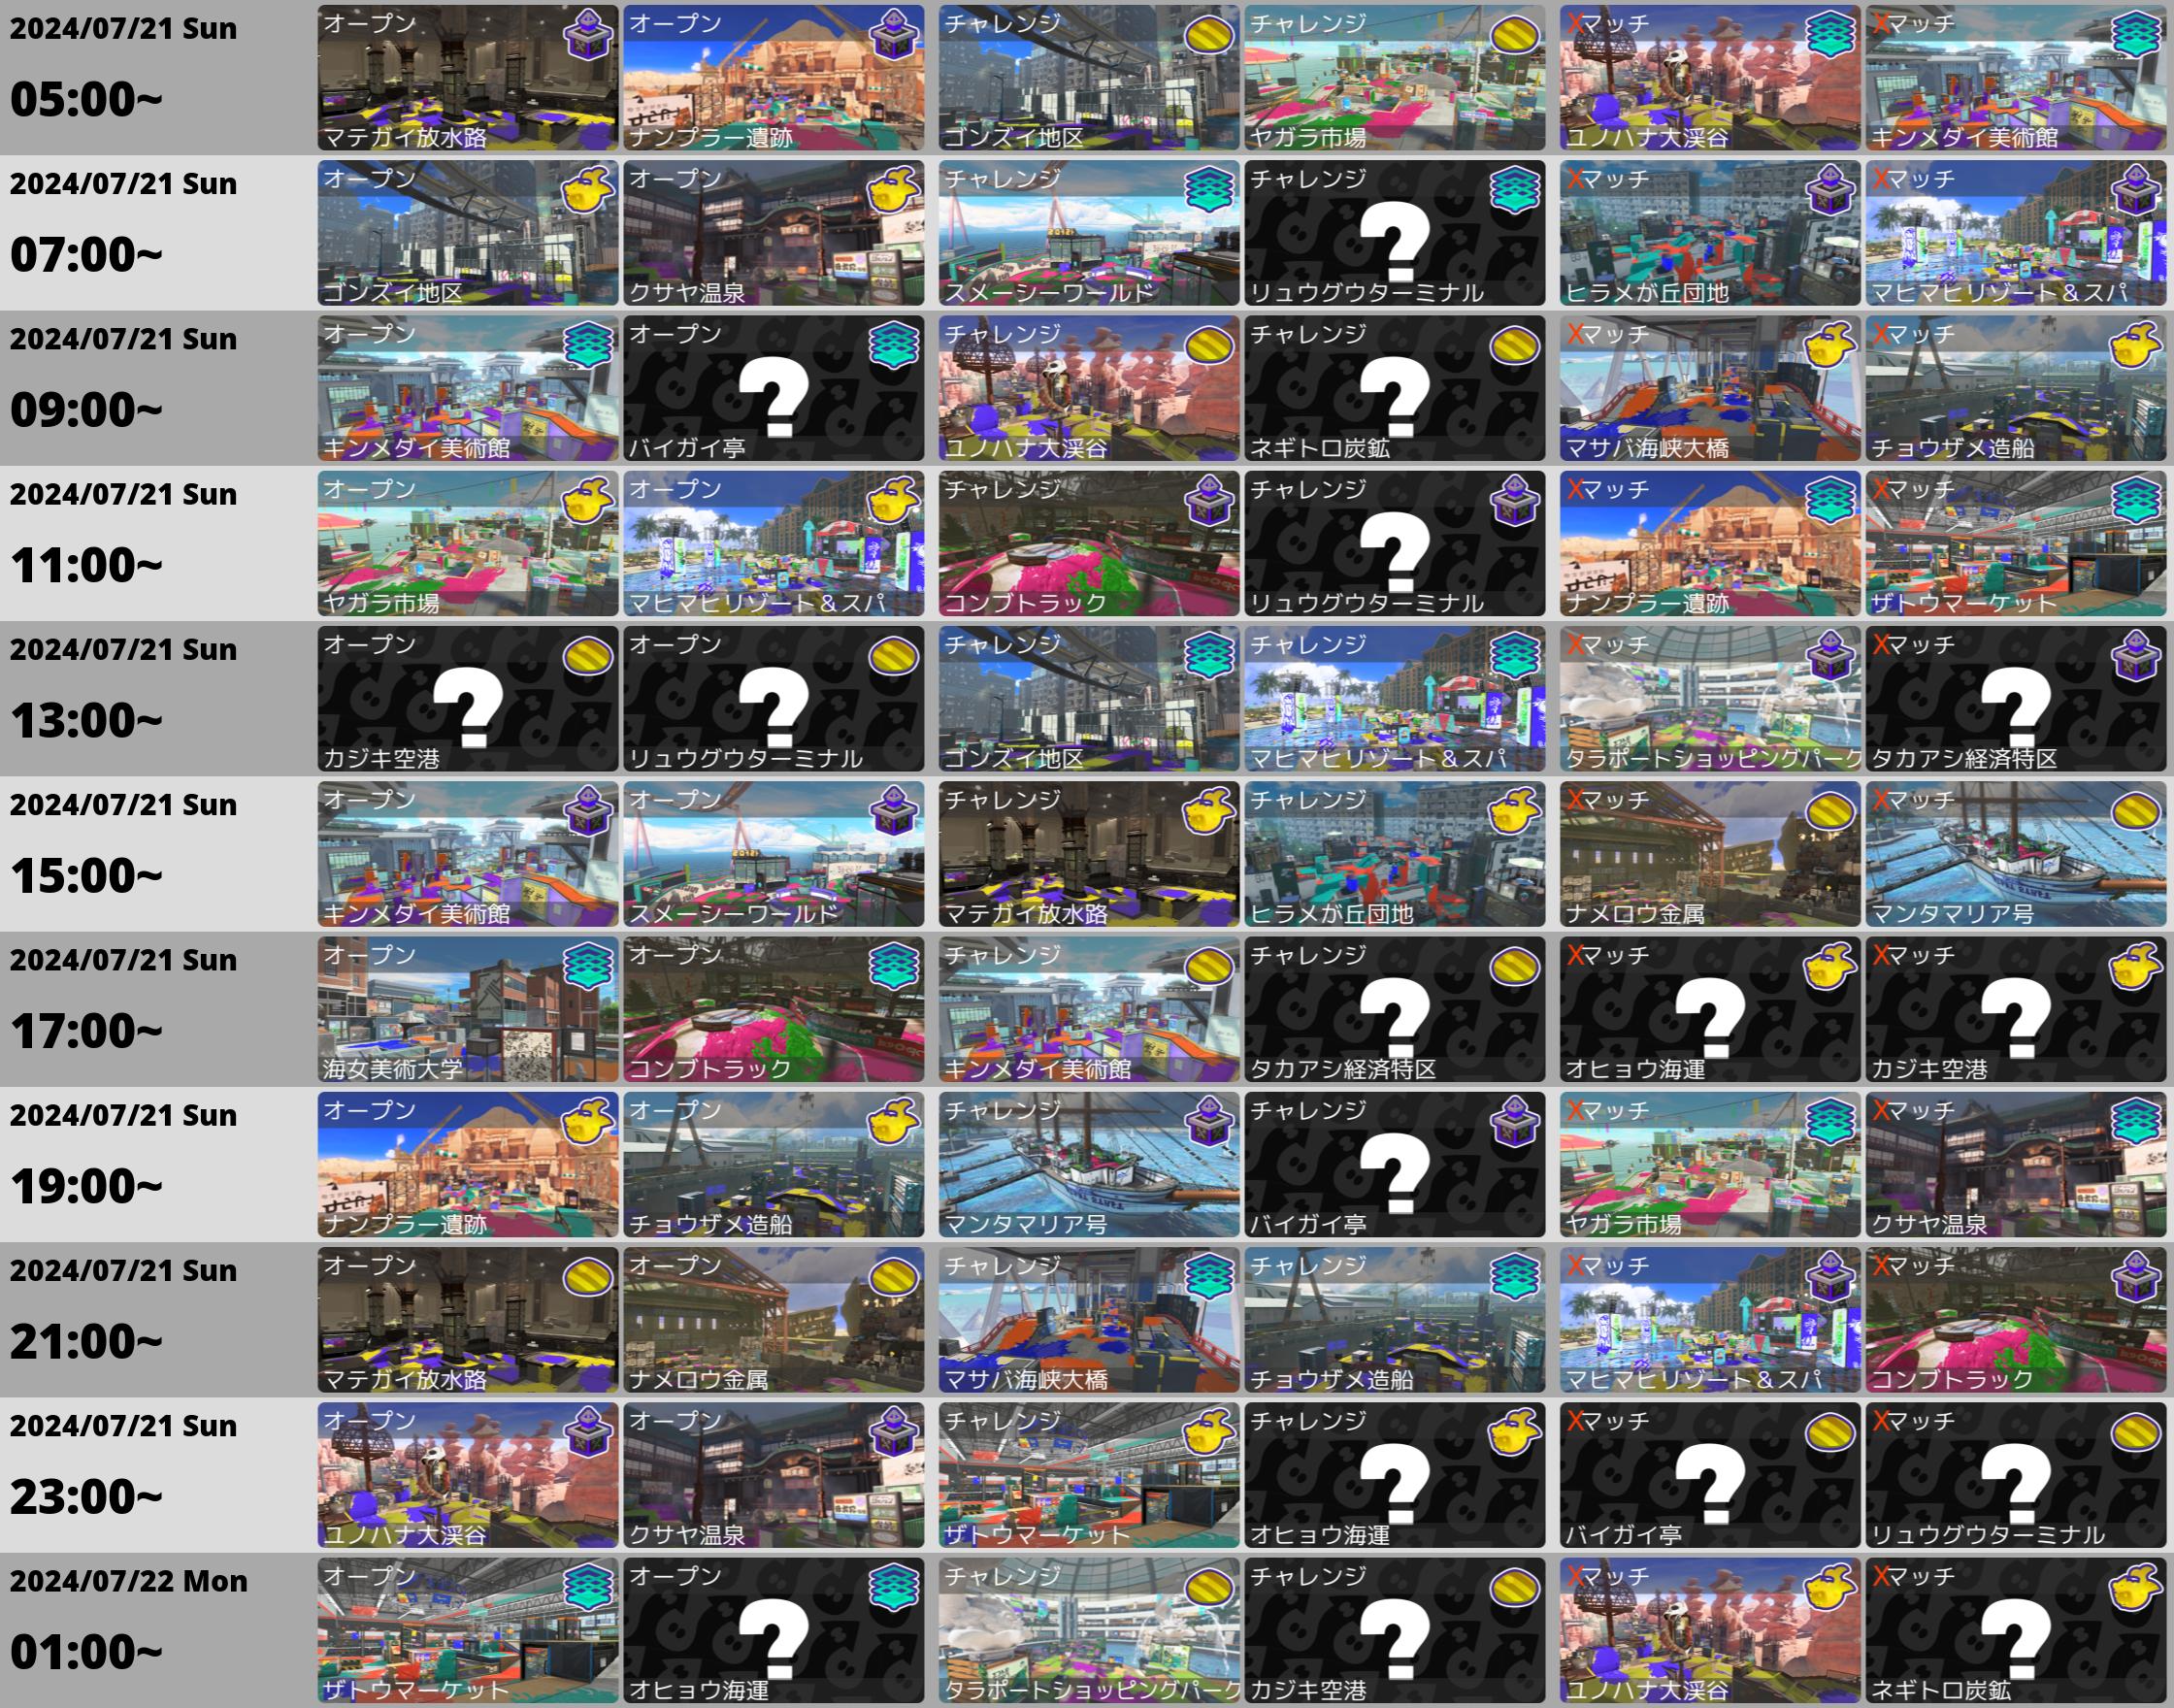 2024/07/21 Sun
05:00~
オープン オープン チャレンジ チャレンジ Xマッチ Xマッチ
マテガイ放水路 ナンプラー遺跡 ゴンズイ地区 ヤガラ市場 ユノハナ大渓谷 キンメダイ美術館
2024/07/21 Sun
07:00~
オープン オープン チャレンジ チャレンジ Xマッチ Xマッチ
ゴンズイ地区 クサヤ温泉 スメーシーワールド リュウグウターミナル ヒラメが丘団地 マヒマヒリゾート＆スパ
2024/07/21 Sun
09:00~
オープン オープン チャレンジ チャレンジ Xマッチ Xマッチ
? ?
キンメダイ美術館 バイガイ亭 ユノハナ大渓谷 ネギトロ炭鉱 マサバ海峡大橋 チョウザメ造船
2024/07/21 Sun
11:00~
オープン オープン チャレンジ チャレンジ Xマッチ Xマッチ
?
ヤガラ市場 マヒマヒリゾート＆スパ コンブトラック リュウグウターミナル ナンプラー遺跡 ザトウマーケット
2024/07/21 Sun
13:00~
オープン オープン チャレンジ チャレンジ Xマッチ Xマッチ
? ? ?
カジキ空港 リュウグウターミナル ゴンズイ地区 マヒマヒリゾート＆スパ タラポートショッピングパーク タカアシ経済特区
2024/07/21 Sun
15:00~
オープン オープン チャレンジ チャレンジ Xマッチ Xマッチ
キンメダイ美術館 スメーシーワールド マテガイ放水路 ヒラメが丘団地 ナメロウ金属 マンタマリア号
2024/07/21 Sun
17:00~
オープン オープン チャレンジ チャレンジ Xマッチ Xマッチ
? ? ?
海女美術大学 コンブトラック キンメダイ美術館 タカアシ経済特区 オヒョウ海運 カジキ空港
2024/07/21 Sun
19:00~
オープン オープン チャレンジ チャレンジ Xマッチ Xマッチ
?
ナンプラー遺跡 チョウザメ造船 マンタマリア号 バイガイ亭 ヤガラ市場 クサヤ温泉
2024/07/21 Sun
21:00~
オープン オープン チャレンジ チャレンジ Xマッチ Xマッチ
マテガイ放水路 ナメロウ金属 マサバ海峡大橋 チョウザメ造船 マヒマヒリゾート＆スパ コンブトラック
2024/07/21 Sun
23:00~
オープン オープン チャレンジ チャレンジ Xマッチ Xマッチ
? ? ?
ユノハナ大渓谷 クサヤ温泉 ザトウマーケット オヒョウ海運 バイガイ亭 リュウグウターミナル
2024/07/22 Mon
01:00~
オープン オープン チャレンジ チャレンジ Xマッチ Xマッチ
? ? ?
ザトウマーケット オヒョウ海運 タラポートショッピングパーク カジキ空港 ユノハナ大渓谷 ネギトロ炭鉱